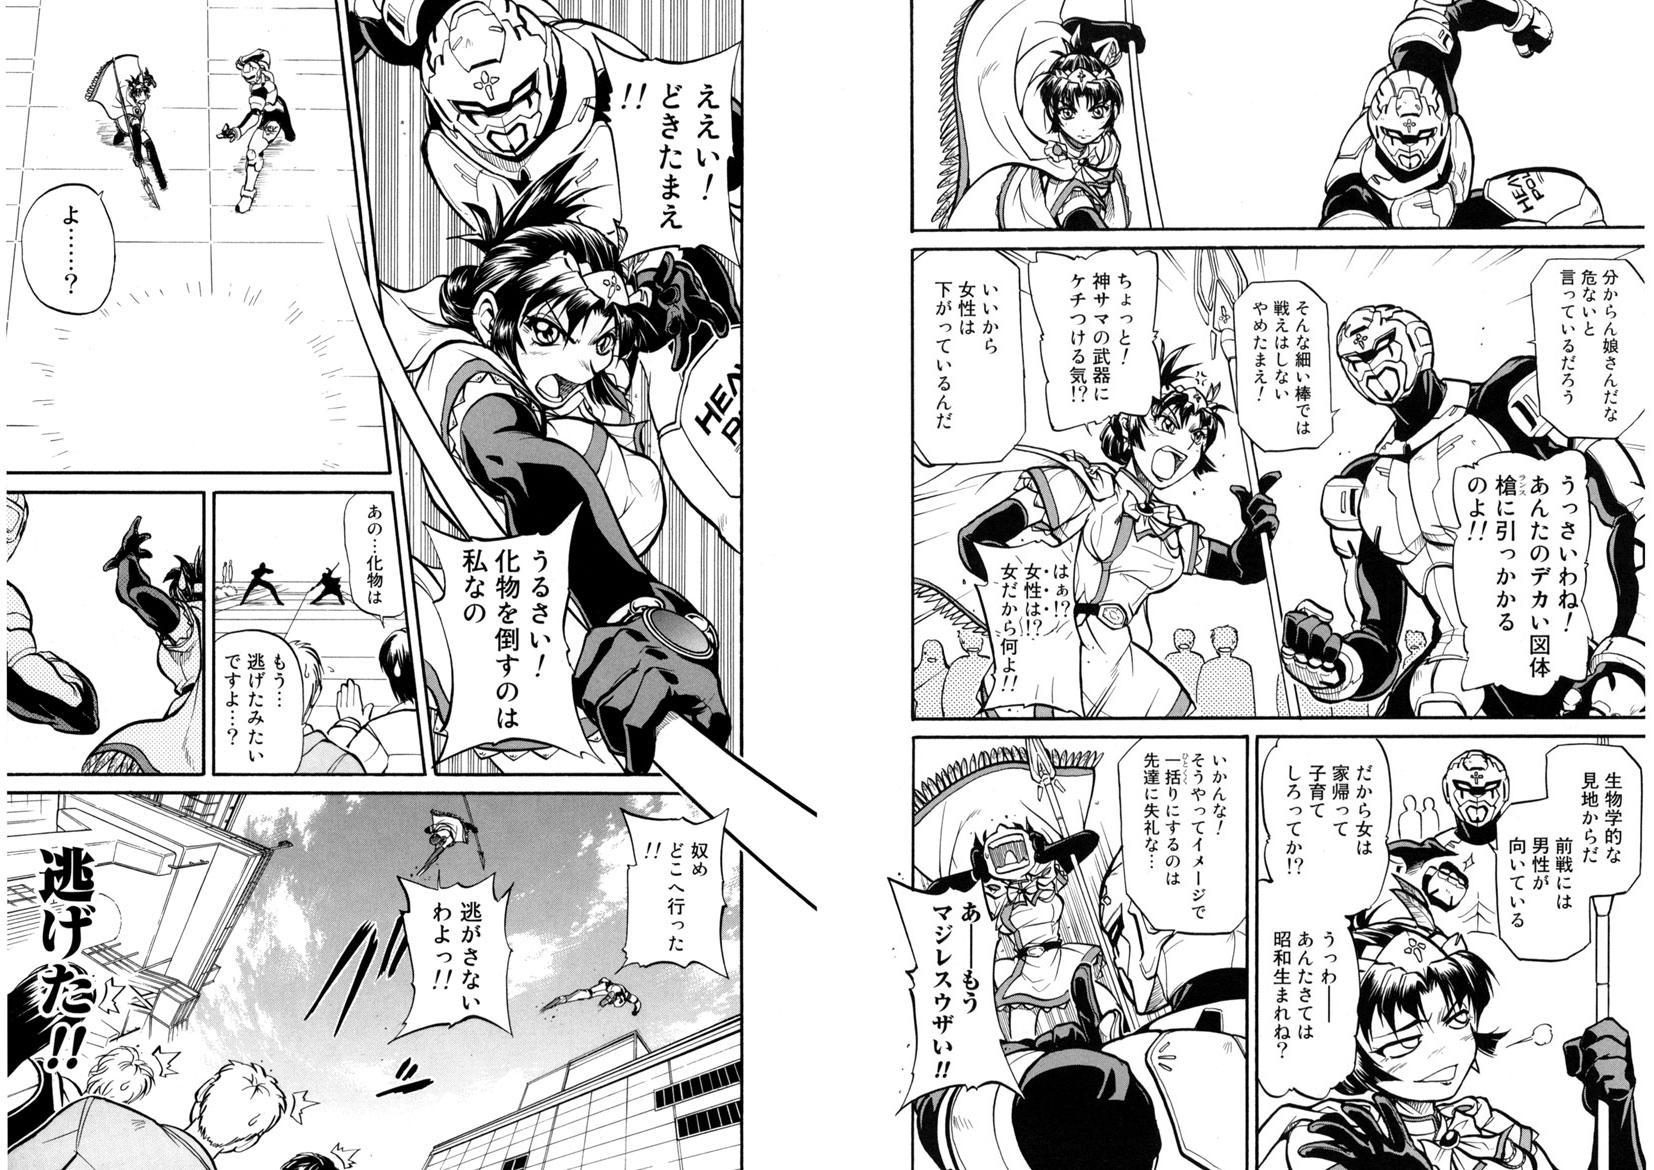 HEAV
PO
分からん娘さんだな
危ないと
言っているだろう
うっさいわね！
あんたのデカい図体
槍に引っかかる
ランス
のよ!!
そんな細い棒では
戦えはしない
やめたまえ！
ちょっと！
神サマの武器に
ケチつける気!?
いいから
女性は
下がっているんだ
はぁ!?
女性は!?
女だから何よ!!
生物学的な
見地からだ
前戦には
男性が
向いている
だから女は
家帰って
子育て
しろってか!?
うっわ――
あんたさては
昭和生まれね？
いかんな！
そうやってイメージで
一括りにするのは
ひとくく
先達に失礼な…
あ――もう
マジレスウザい!!
ええい！
どきたまえ
!!
HEAV
P
うるさい！
化物を倒すのは
私なの
よ……？
あの…化物は
もう…
逃げたみたい
ですよ…？
奴め
どこへ行った
!!
逃がさない
わよっ!!
逃げた!!